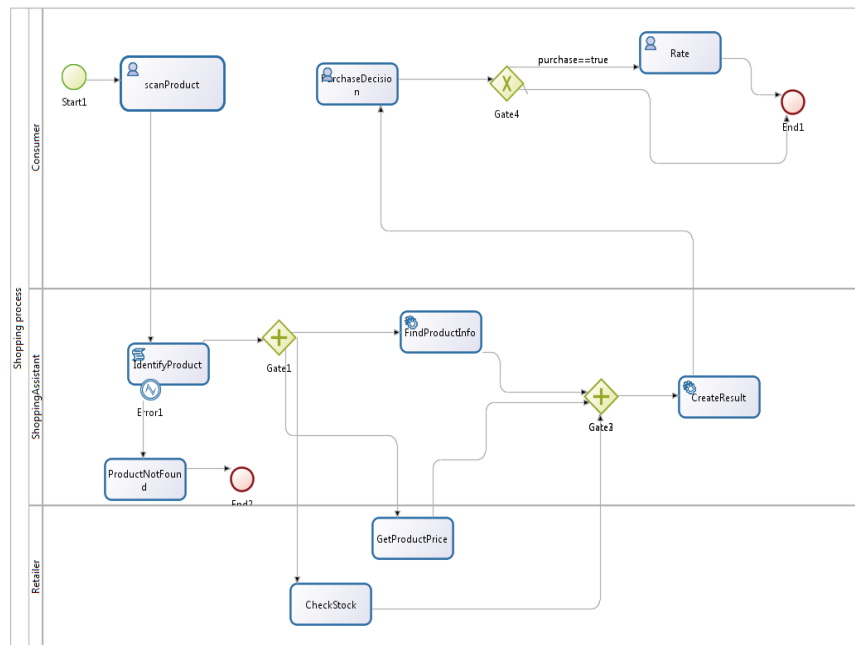 Shopping process
Consumer
Start1
scanProduct
PurchaseDecisio
n
Gate4
purchase==true
Rate
End1
ShoppingAssistant
IdentifyProduct
Error1
Gate1
FindProductInfo
Gate3
CreateResult
ProductNotFoun
d
End2
Retailer
GetProductPrice
CheckStock